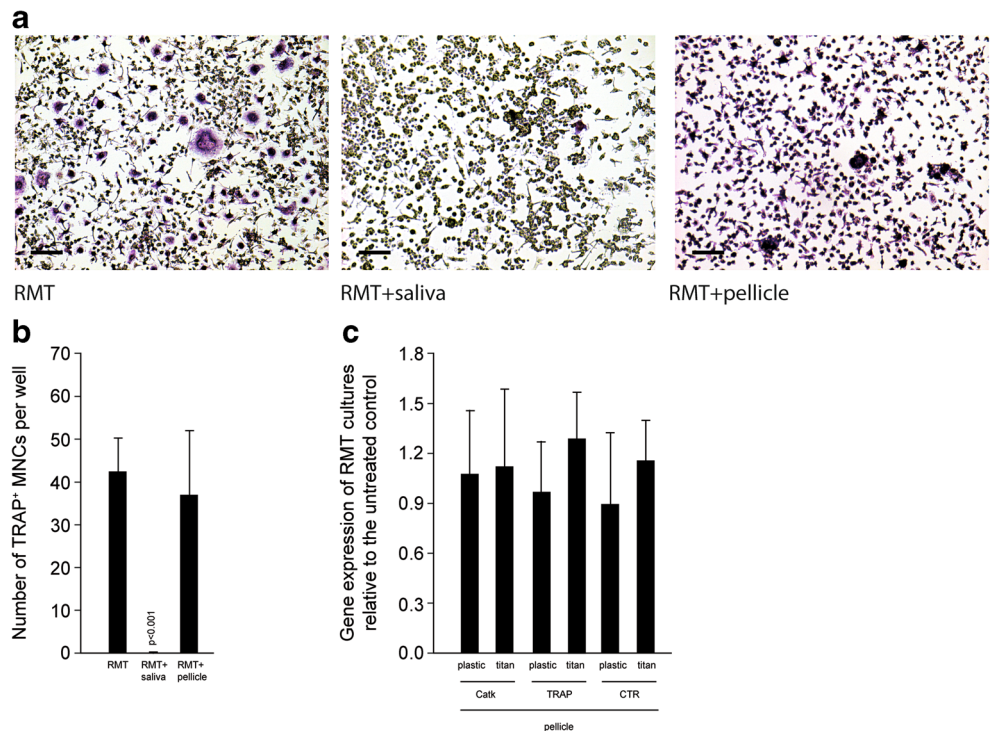 a
RMT
RMT+saliva
RMT+pellicle
b
Number of TRAP⁺ MNCs per well
70
60
50
40
30
20
10
0
p<0.001
RMT
RMT+
saliva
RMT+
pellicle
c
Gene expression of RMT cultures
relative to the untreated control
1.8
1.5
1.2
0.9
0.6
0.3
0.0
plastic titan plastic titan plastic titan
Catk TRAP CTR
pellicle